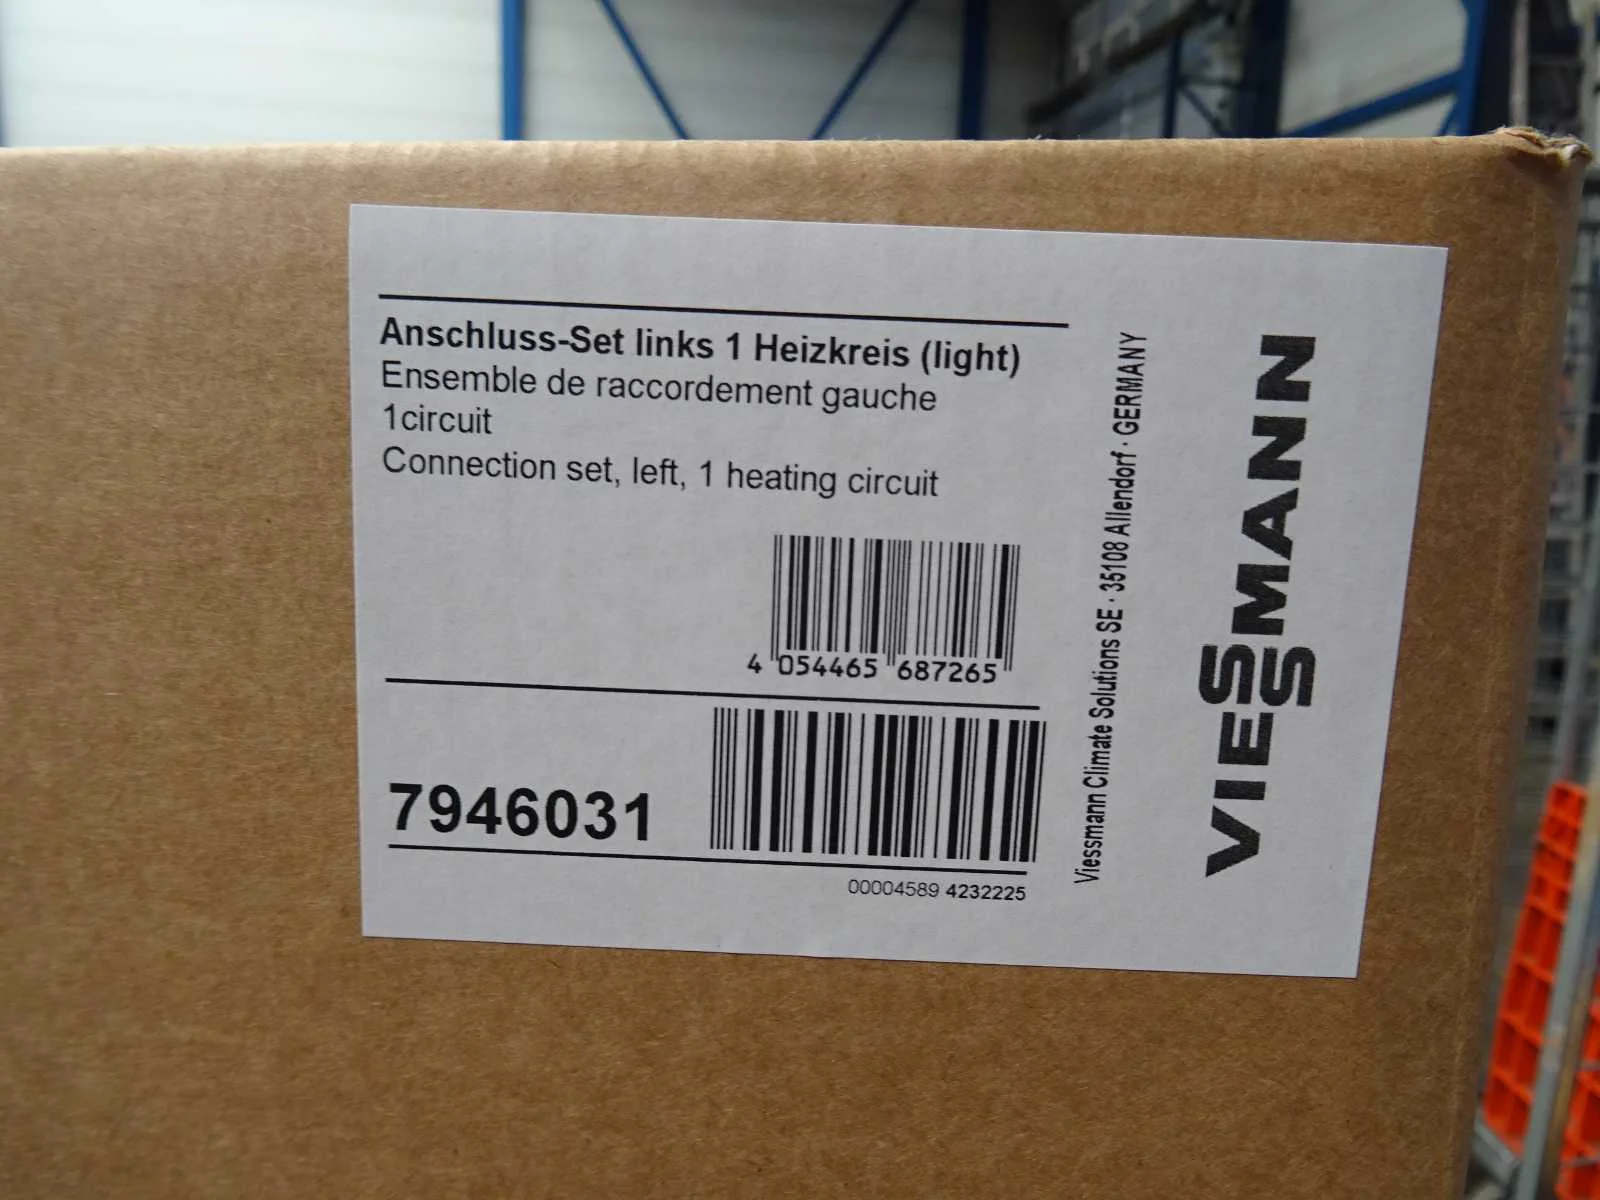 Anschluss-Set links 1 Heizkreis (light)
Ensemble de raccordement gauche
1circuit
Connection set, left, 1 heating circuit
4 054465 687265
7946031
00004589 4232225
Viessmann Climate Solutions SE · 35108 Allendorf · GERMANY
VIESSMANN